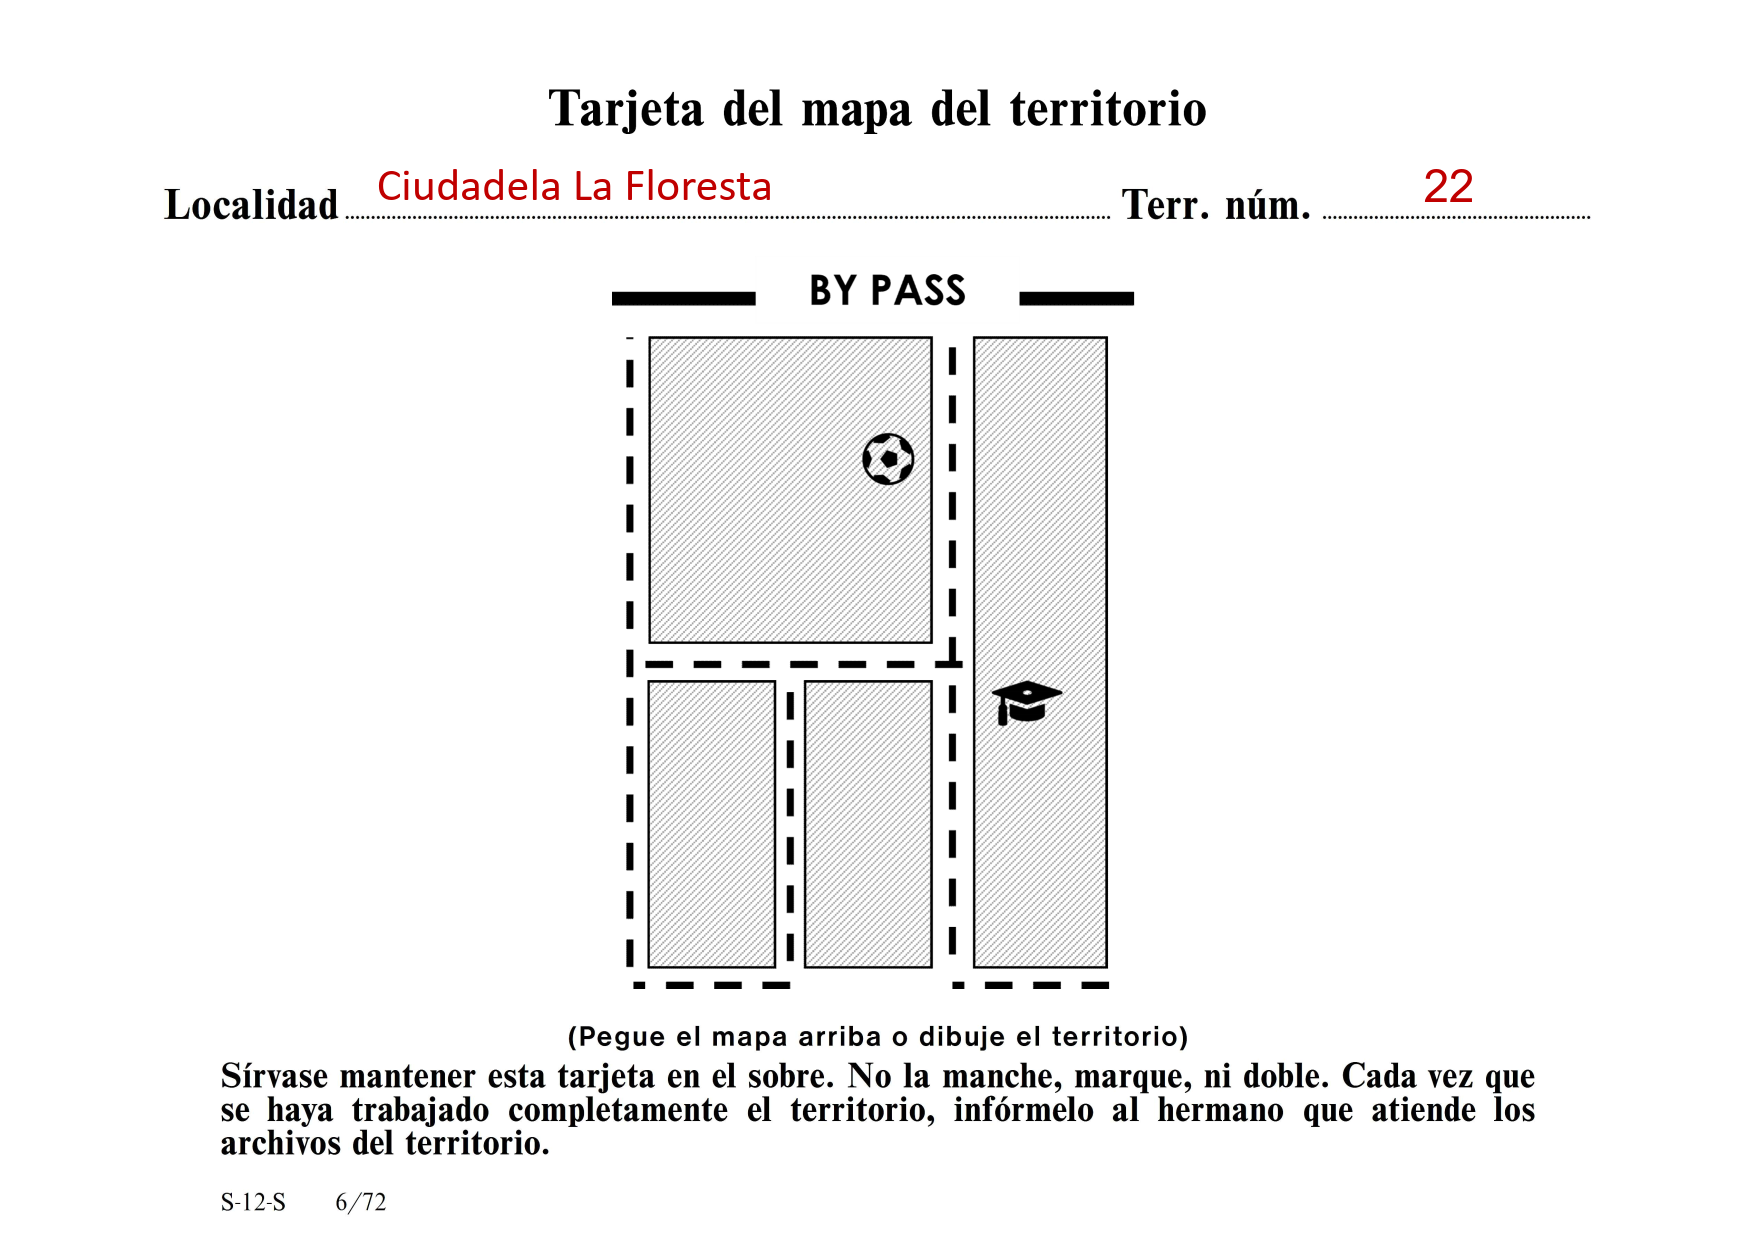 Tarjeta del mapa del territorio
Localidad Ciudadela La Floresta Terr. núm. 22
BY PASS
(Pegue el mapa arriba o dibuje el territorio)
Sírvase mantener esta tarjeta en el sobre. No la manche, marque, ni doble. Cada vez que
se haya trabajado completamente el territorio, infórmelo al hermano que atiende los
archivos del territorio.
S-12-S 6/72